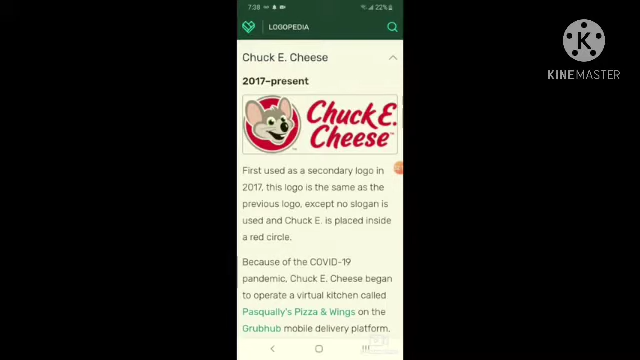 7:38
22%
LOGOPEDIA
K
KINEMASTER
Chuck E. Cheese
2017–present
Chuck E.
Cheese
First used as a secondary logo in
2017, this logo is the same as the
previous logo, except no slogan is
used and Chuck E. is placed inside
a red circle.
Because of the COVID-19
pandemic, Chuck E. Cheese began
to operate a virtual kitchen called
Pasqually's Pizza & Wings on the
Grubhub mobile delivery platform.